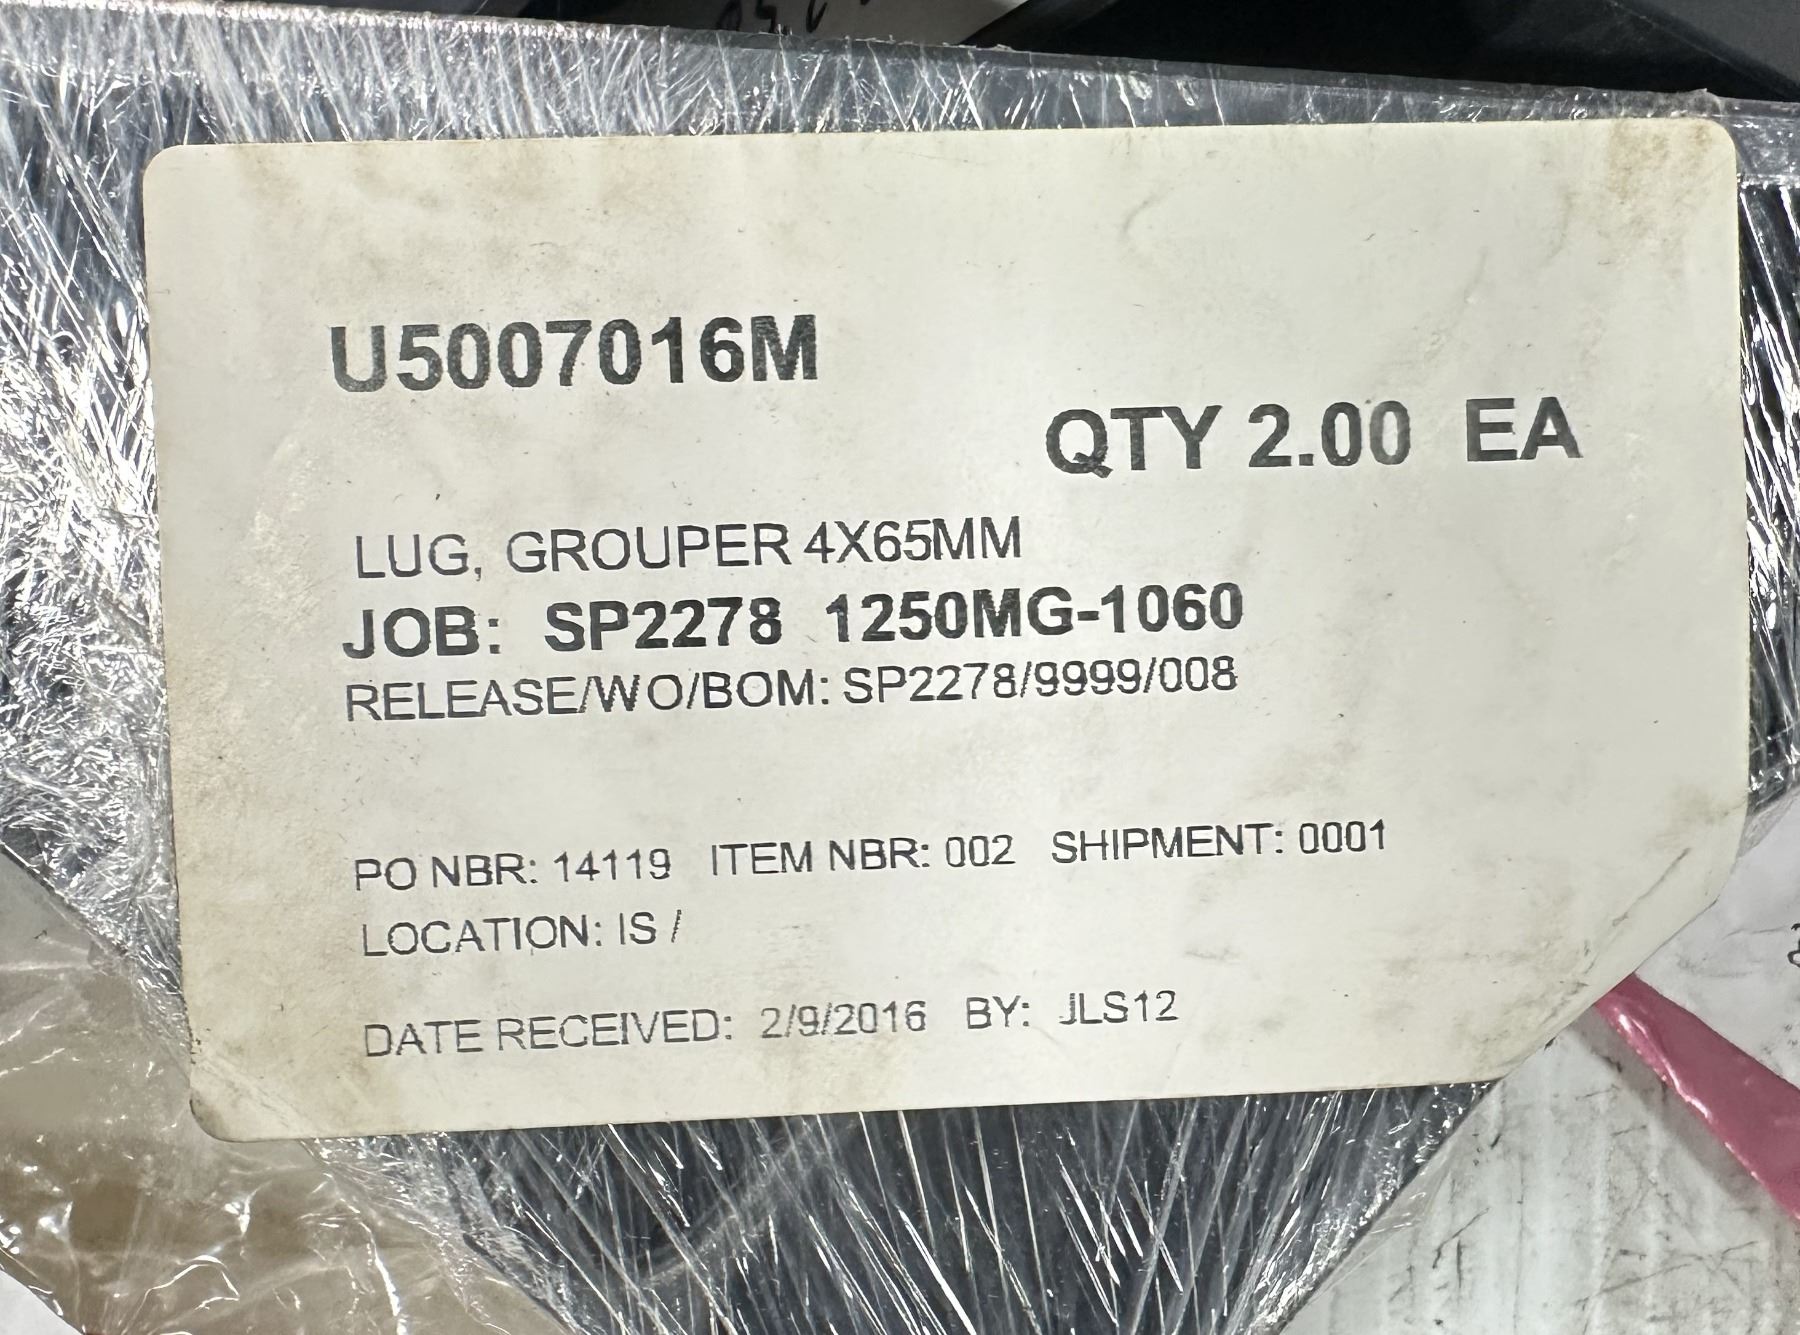 U5007016M
QTY 2.00 EA
LUG, GROUPER 4X65MM
JOB: SP2278 1250MG-1060
RELEASE/WO/BOM: SP2278/9999/008
PO NBR: 14119 ITEM NBR: 002 SHIPMENT: 0001
LOCATION: IS /
DATE RECEIVED: 2/9/2016 BY: JLS12